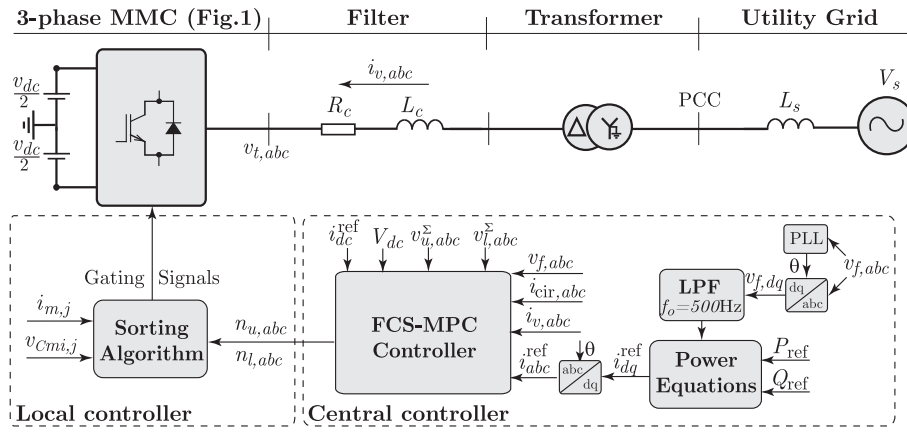 3-phase MMC (Fig.1)
Filter
Transformer
Utility Grid
v_dc/2
v_dc/2
i_v,abc
R_c
L_c
v_t,abc
PCC
L_s
V_s
i_dc^ref
V_dc
v_u,abc^Σ
v_l,abc^Σ
PLL
θ
v_f,abc
dq
abc
v_f,dq
LPF
f_o=500Hz
v_f,abc
i_cir,abc
i_v,abc
FCS-MPC
Controller
Gating Signals
i_m,j
v_Cmi,j
Sorting
Algorithm
n_u,abc
n_l,abc
i_abc^ref
θ
abc
dq
i_dq^ref
Power
Equations
P_ref
Q_ref
Local controller
Central controller